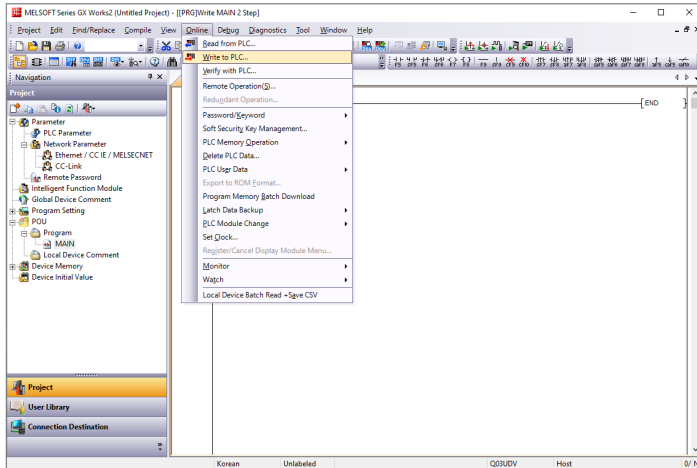 MELSOFT Series GX Works2 (Untitled Project) - [[PRG]Write MAIN 2 Step]
Project Edit Find/Replace Compile View Online Debug Diagnostics Tool Window Help
Read from PLC...
Write to PLC...
Verify with PLC...
Remote Operation(S)...
Redundant Operation...
Password/Keyword
Soft Security Key Management...
PLC Memory Operation
Delete PLC Data...
PLC User Data
Export to ROM Format...
Program Memory Batch Download
Latch Data Backup
PLC Module Change
Set Clock...
Register/Cancel Display Module Menu...
Monitor
Watch
Local Device Batch Read +Save CSV
Navigation
Project
Parameter
PLC Parameter
Network Parameter
Ethernet / CC IE / MELSECNET
CC-Link
Remote Password
Intelligent Function Module
Global Device Comment
Program Setting
POU
Program
MAIN
Local Device Comment
Device Memory
Device Initial Value
END
Project
User Library
Connection Destination
Korean Unlabeled Q03UDV Host 0/